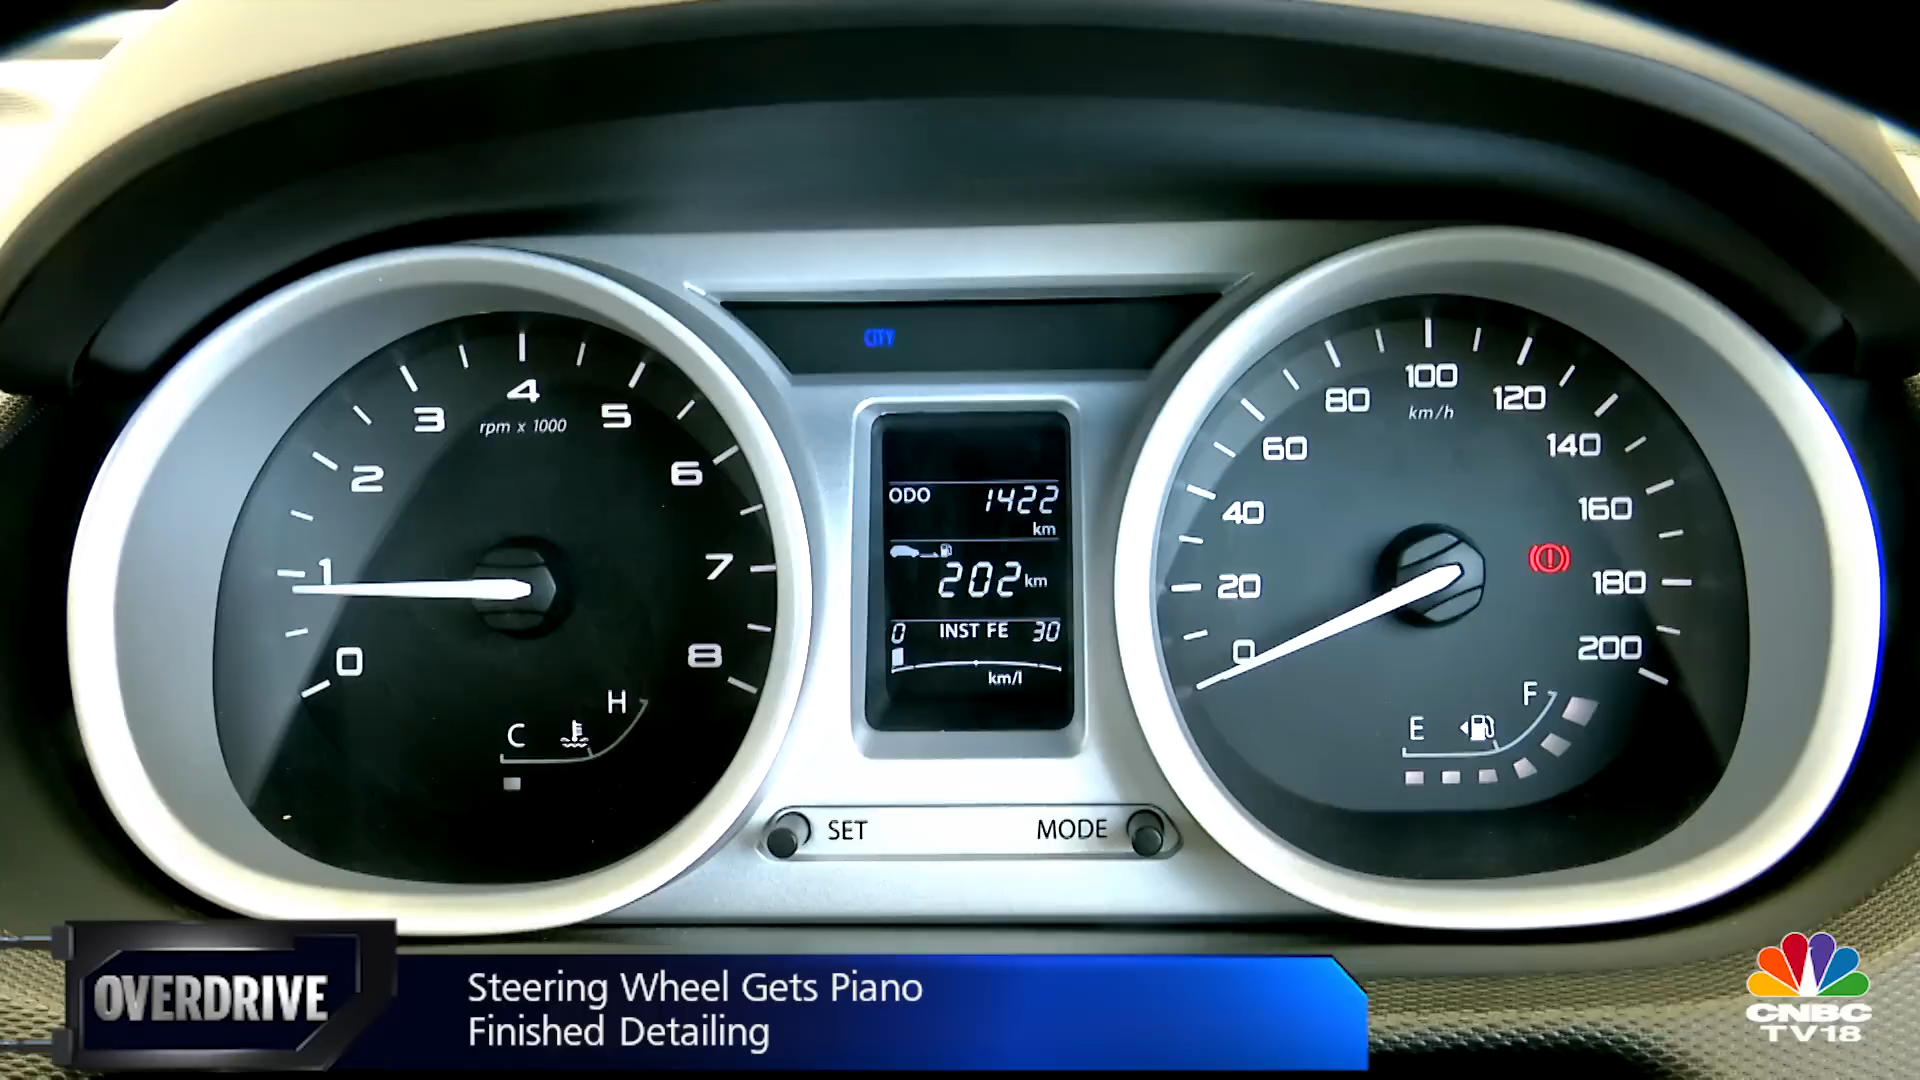 CITY
0
1
2
3
4
5
6
7
8
rpm x 1000
C
H
ODO 1422
km
202 km
0 INST FE 30
km/l
SET
MODE
0
20
40
60
80
100
120
140
160
180
200
km/h
E
F
OVERDRIVE
Steering Wheel Gets Piano
Finished Detailing
CNBC
TV18